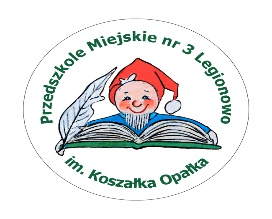 Przedszkole Miejskie nr 3 Legionowo
im. Koszałka Opałka